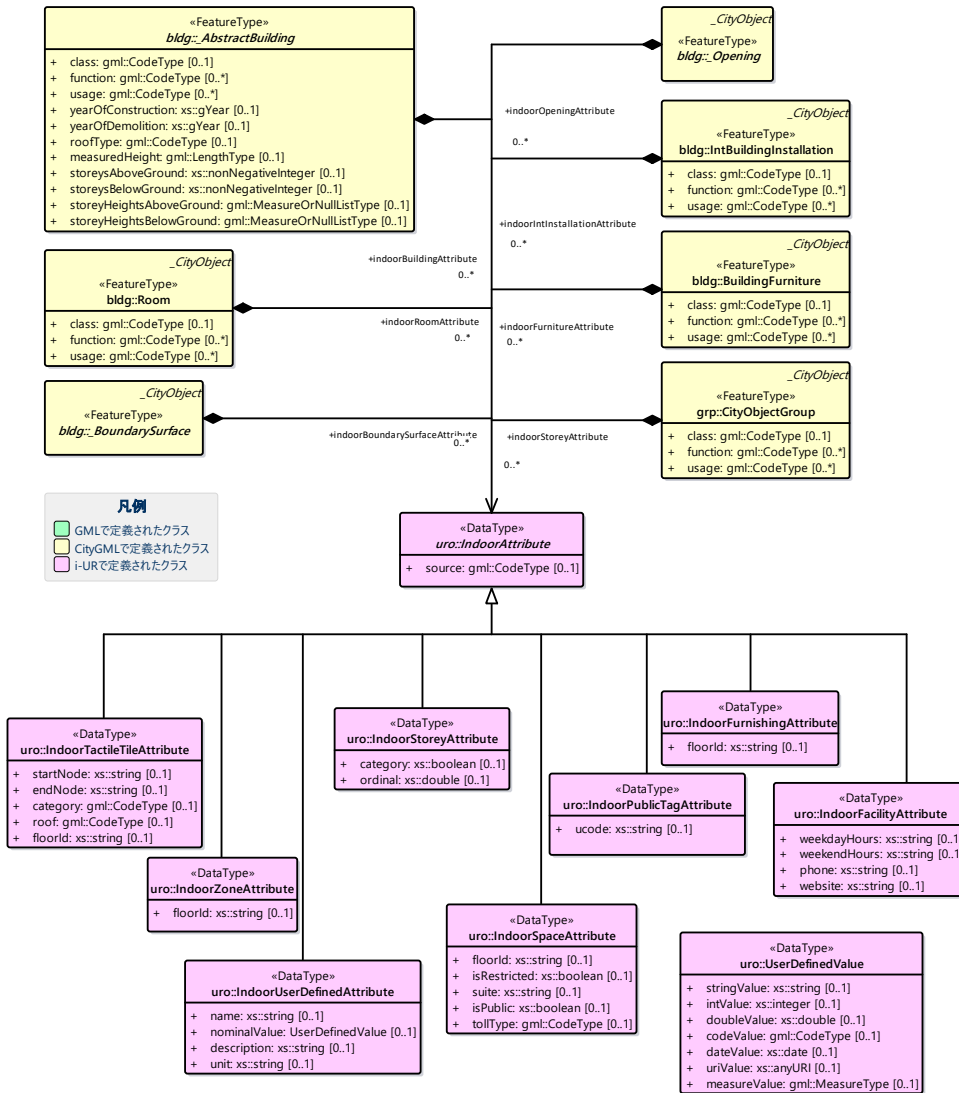 «FeatureType»
bldg::_AbstractBuilding
+ class: gml::CodeType [0..1]
+ function: gml::CodeType [0..*]
+ usage: gml::CodeType [0..*]
+ yearOfConstruction: xs::gYear [0..1]
+ yearOfDemolition: xs::gYear [0..1]
+ roofType: gml::CodeType [0..1]
+ measuredHeight: gml::LengthType [0..1]
+ storeysAboveGround: xs::nonNegativeInteger [0..1]
+ storeysBelowGround: xs::nonNegativeInteger [0..1]
+ storeyHeightsAboveGround: gml::MeasureOrNullListType [0..1]
+ storeyHeightsBelowGround: gml::MeasureOrNullListType [0..1]
_CityObject
«FeatureType»
bldg::_Opening
+indoorOpeningAttribute
0..*
_CityObject
«FeatureType»
bldg::IntBuildingInstallation
+ class: gml::CodeType [0..1]
+ function: gml::CodeType [0..*]
+ usage: gml::CodeType [0..*]
+indoorIntInstallationAttribute
0..*
+indoorBuildingAttribute
0..*
_CityObject
«FeatureType»
bldg::Room
+ class: gml::CodeType [0..1]
+ function: gml::CodeType [0..*]
+ usage: gml::CodeType [0..*]
_CityObject
«FeatureType»
bldg::BuildingFurniture
+ class: gml::CodeType [0..1]
+ function: gml::CodeType [0..*]
+ usage: gml::CodeType [0..*]
+indoorRoomAttribute
0..*
+indoorFurnitureAttribute
0..*
_CityObject
«FeatureType»
bldg::_BoundarySurface
_CityObject
«FeatureType»
grp::CityObjectGroup
+ class: gml::CodeType [0..1]
+ function: gml::CodeType [0..*]
+ usage: gml::CodeType [0..*]
+indoorBoundarySurfaceAttribute
0..*
+indoorStoreyAttribute
0..*
凡例
GMLで定義されたクラス
CityGMLで定義されたクラス
i-URで定義されたクラス
«DataType»
uro::IndoorAttribute
+ source: gml::CodeType [0..1]
«DataType»
uro::IndoorTactileTileAttribute
+ startNode: xs::string [0..1]
+ endNode: xs::string [0..1]
+ category: gml::CodeType [0..1]
+ roof: gml::CodeType [0..1]
+ floorId: xs::string [0..1]
«DataType»
uro::IndoorStoreyAttribute
+ category: xs::boolean [0..1]
+ ordinal: xs::double [0..1]
«DataType»
uro::IndoorFurnishingAttribute
+ floorId: xs::string [0..1]
«DataType»
uro::IndoorPublicTagAttribute
+ ucode: xs::string [0..1]
«DataType»
uro::IndoorFacilityAttribute
+ weekdayHours: xs::string [0..1
+ weekendHours: xs::string [0..1
+ phone: xs::string [0..1]
+ website: xs::string [0..1]
«DataType»
uro::IndoorZoneAttribute
+ floorId: xs::string [0..1]
«DataType»
uro::IndoorSpaceAttribute
+ floorId: xs::string [0..1]
+ isRestricted: xs::boolean [0..1]
+ suite: xs::string [0..1]
+ isPublic: xs::boolean [0..1]
+ tollType: gml::CodeType [0..1]
«DataType»
uro::IndoorUserDefinedAttribute
+ name: xs::string [0..1]
+ nominalValue: UserDefinedValue [0..1]
+ description: xs::string [0..1]
+ unit: xs::string [0..1]
«DataType»
uro::UserDefinedValue
+ stringValue: xs::string [0..1]
+ intValue: xs::integer [0..1]
+ doubleValue: xs::double [0..1]
+ codeValue: gml::CodeType [0..1]
+ dateValue: xs::date [0..1]
+ uriValue: xs::anyURI [0..1]
+ measureValue: gml::MeasureType [0..1]